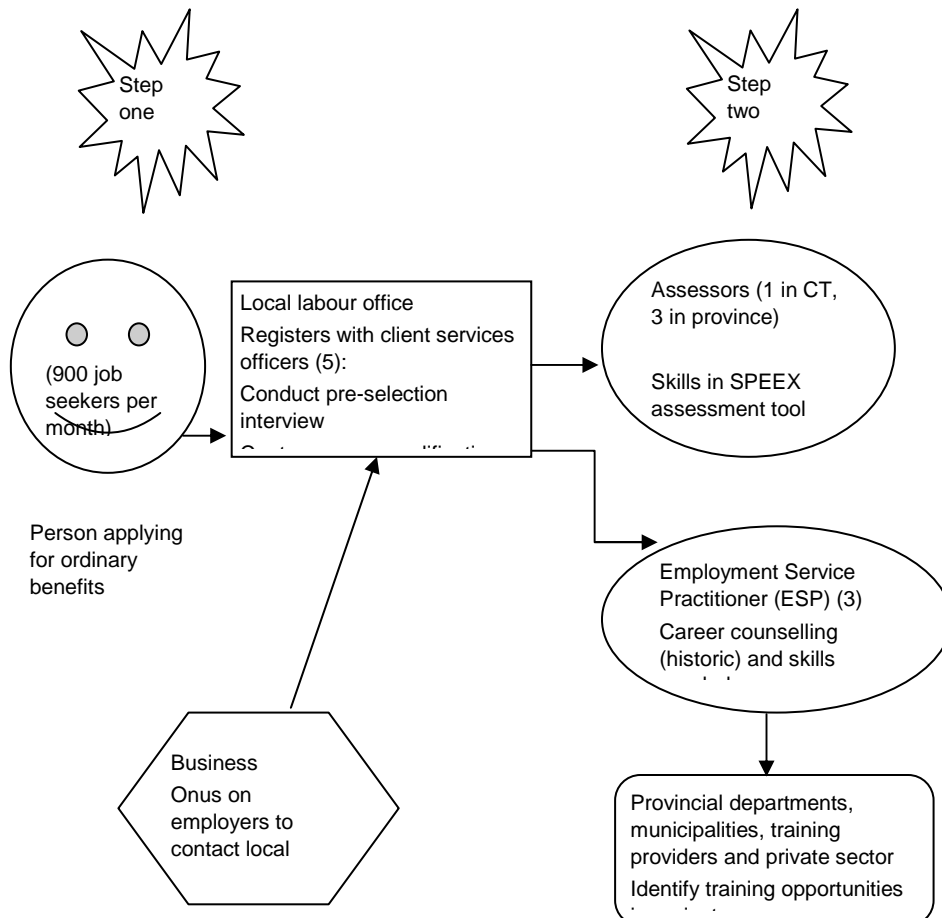 Step
one
Step
two
(900 job
seekers per
month)
Person applying
for ordinary
benefits
Local labour office
Registers with client services
officers (5):
Conduct pre-selection
interview
Assessors (1 in CT,
3 in province)
Skills in SPEEX
assessment tool
Employment Service
Practitioner (ESP) (3)
Career counselling
(historic) and skills
Business
Onus on
employers to
contact local
Provincial departments,
municipalities, training
providers and private sector
Identify training opportunities